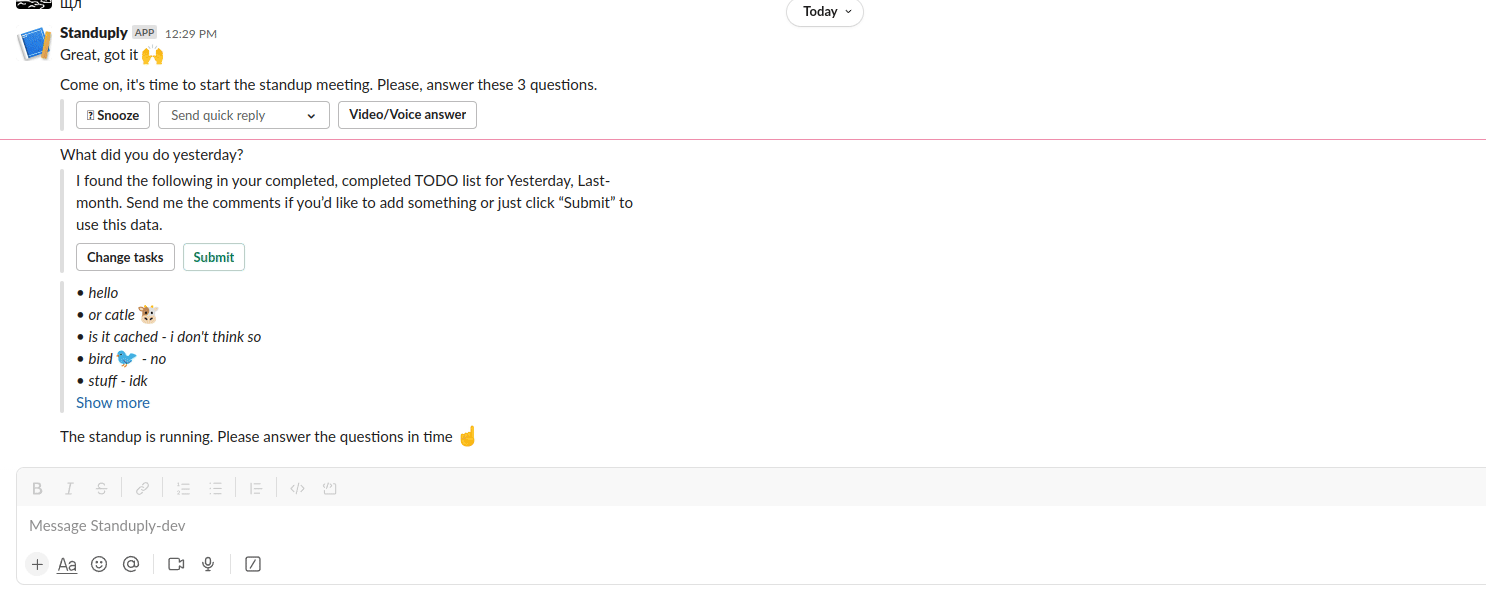 щл
Today
Standuply APP 12:29 PM
Great, got it 🙌
Come on, it's time to start the standup meeting. Please, answer these 3 questions.
Snooze Send quick reply Video/Voice answer
What did you do yesterday?
I found the following in your completed, completed TODO list for Yesterday, Last-
month. Send me the comments if you’d like to add something or just click “Submit” to
use this data.
Change tasks Submit
• hello
• or catle 🐮
• is it cached - i don't think so
• bird 🐦 - no
• stuff - idk
Show more
The standup is running. Please answer the questions in time ☝
Message Standuply-dev
Aa